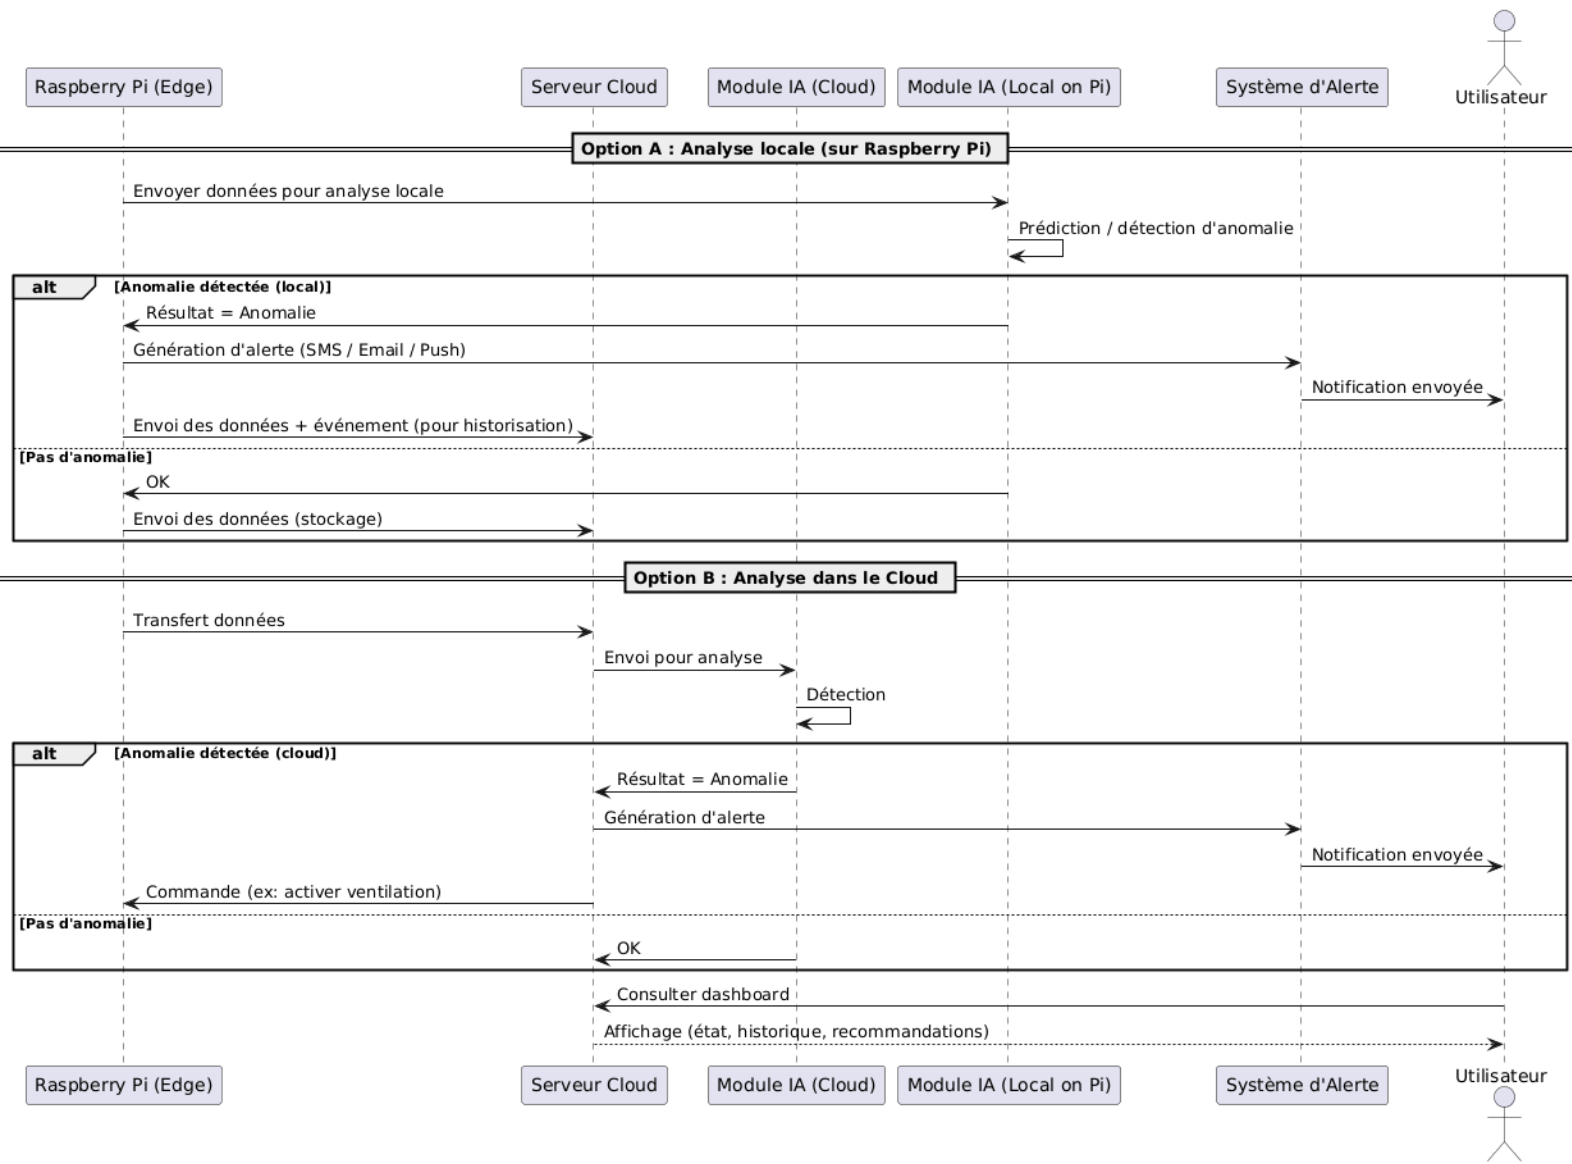 Utilisateur
Raspberry Pi (Edge)
Serveur Cloud
Module IA (Cloud)
Module IA (Local on Pi)
Système d'Alerte
Option A : Analyse locale (sur Raspberry Pi)
Envoyer données pour analyse locale
Prédiction / détection d'anomalie
alt
[Anomalie détectée (local)]
Résultat = Anomalie
Génération d'alerte (SMS / Email / Push)
Notification envoyée
Envoi des données + événement (pour historisation)
[Pas d'anomalie]
OK
Envoi des données (stockage)
Option B : Analyse dans le Cloud
Transfert données
Envoi pour analyse
Détection
alt
[Anomalie détectée (cloud)]
Résultat = Anomalie
Génération d'alerte
Notification envoyée
Commande (ex: activer ventilation)
[Pas d'anomalie]
OK
Consulter dashboard
Affichage (état, historique, recommandations)
Raspberry Pi (Edge)
Serveur Cloud
Module IA (Cloud)
Module IA (Local on Pi)
Système d'Alerte
Utilisateur